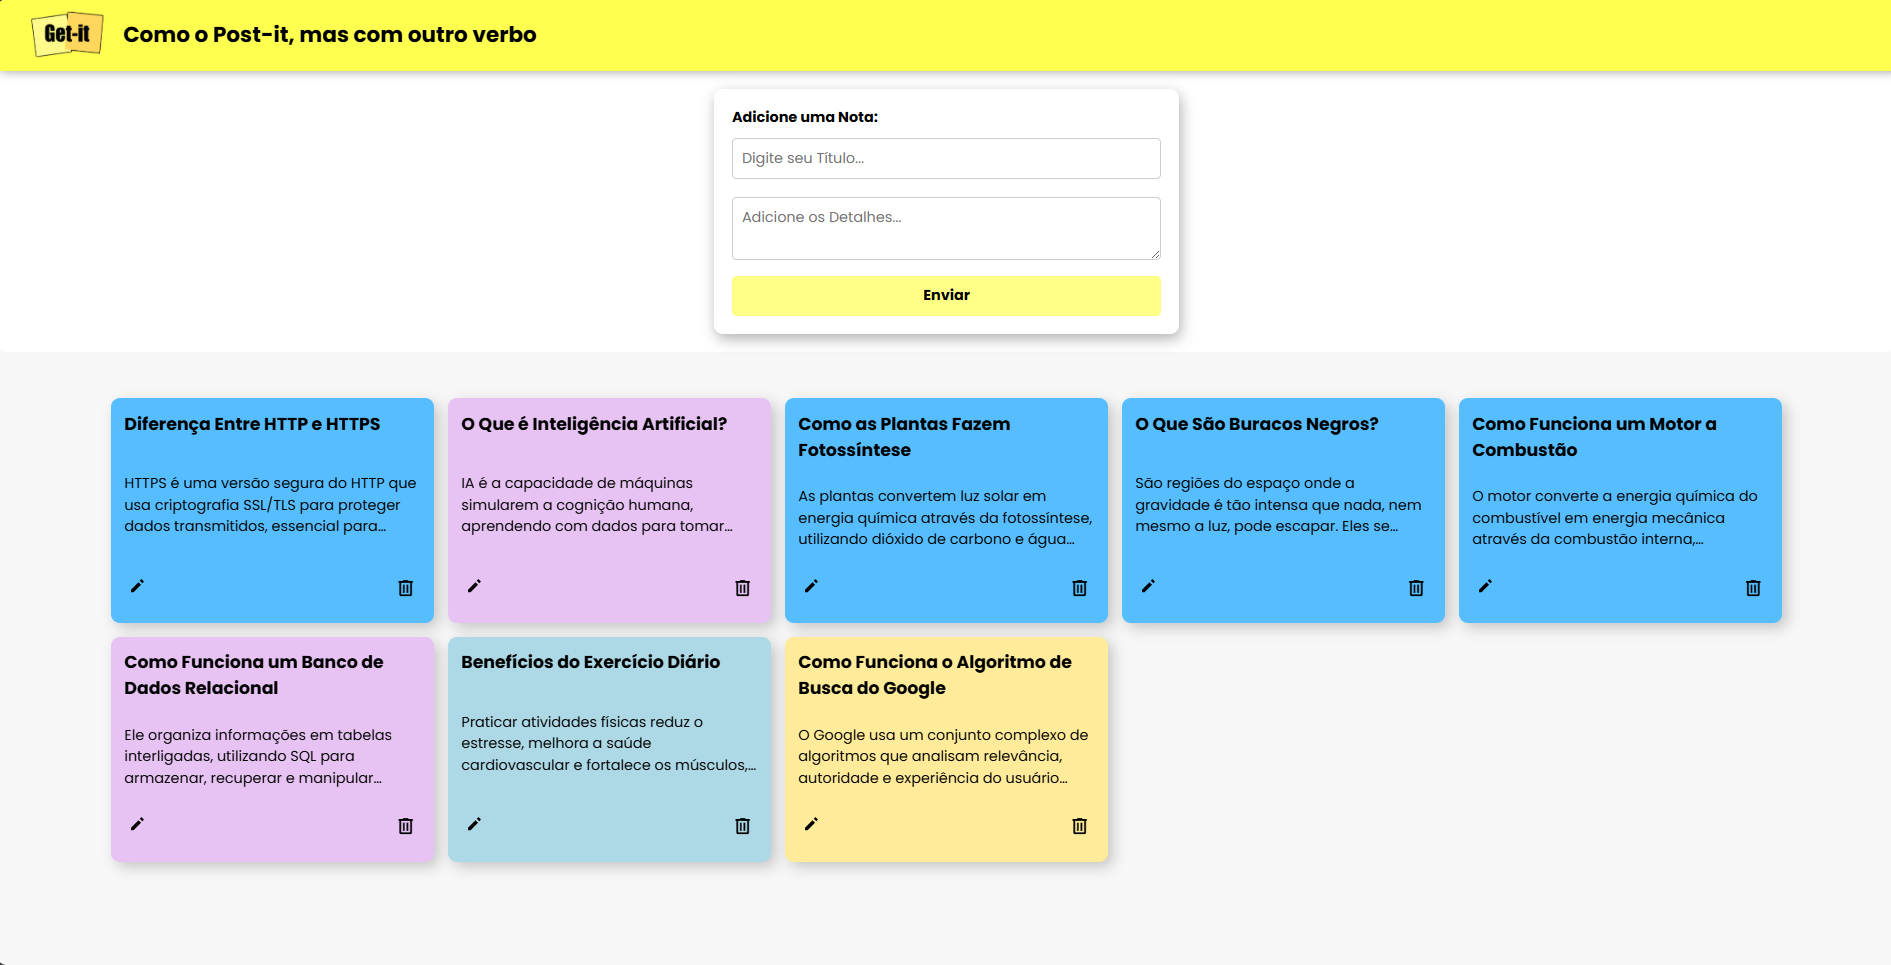 Get-it
Como o Post-it, mas com outro verbo
Adicione uma Nota:
Digite seu Título...
Adicione os Detalhes...
Enviar
Diferença Entre HTTP e HTTPS
HTTPS é uma versão segura do HTTP que
usa criptografia SSL/TLS para proteger
dados transmitidos, essencial para...
O Que é Inteligência Artificial?
IA é a capacidade de máquinas
simularem a cognição humana,
aprendendo com dados para tomar...
Como as Plantas Fazem
Fotossíntese
As plantas convertem luz solar em
energia química através da fotossíntese,
utilizando dióxido de carbono e água...
O Que São Buracos Negros?
São regiões do espaço onde a
gravidade é tão intensa que nada, nem
mesmo a luz, pode escapar. Eles se...
Como Funciona um Motor a
Combustão
O motor converte a energia química do
combustível em energia mecânica
através da combustão interna,...
Como Funciona um Banco de
Dados Relacional
Ele organiza informações em tabelas
interligadas, utilizando SQL para
armazenar, recuperar e manipular...
Benefícios do Exercício Diário
Praticar atividades físicas reduz o
estresse, melhora a saúde
cardiovascular e fortalece os músculos,...
Como Funciona o Algoritmo de
Busca do Google
O Google usa um conjunto complexo de
algoritmos que analisam relevância,
autoridade e experiência do usuário...